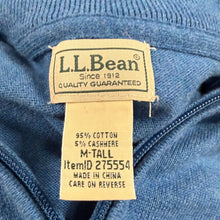 L.L.Bean®
Since 1912
QUALITY GUARANTEED
95% COTTON
5% CASHMERE
M-TALL
ItemID 275554
MADE IN CHINA
CARE ON REVERSE